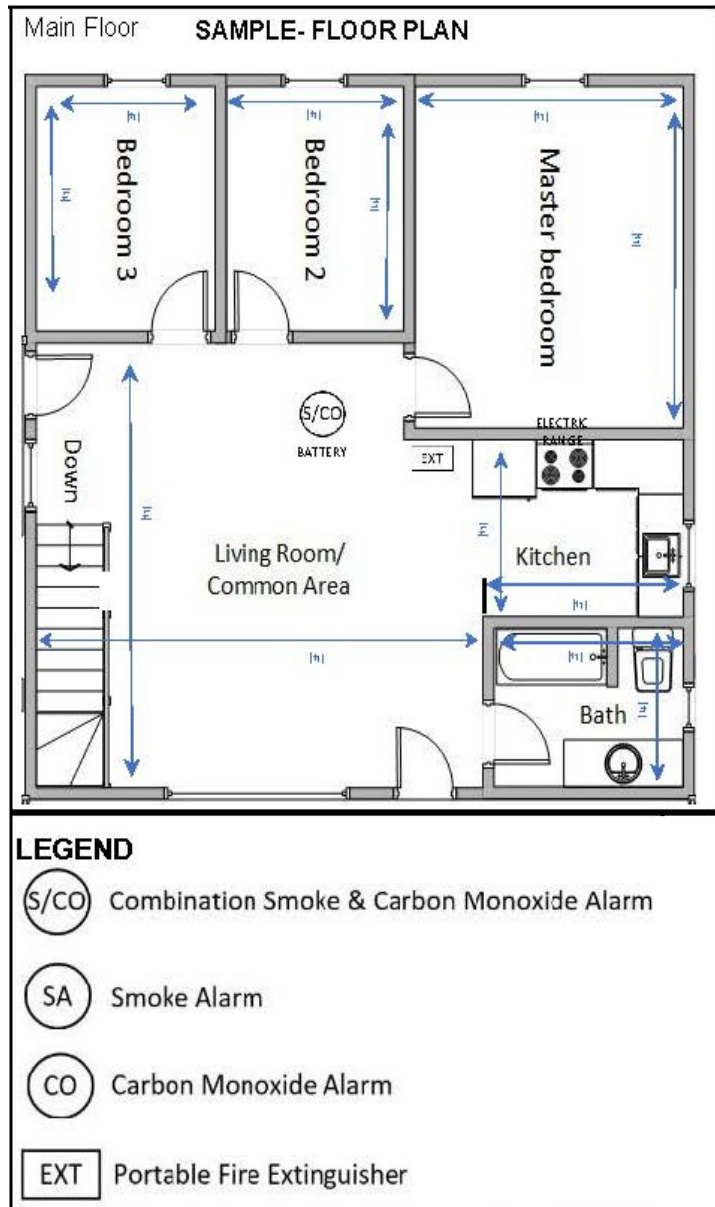 Main Floor SAMPLE- FLOOR PLAN
Bedroom 3
Bedroom 2
Master bedroom
S/CO
BATTERY
ELECTRIC
RANGE
EXT
Down
Living Room/
Common Area
Kitchen
Bath
LEGEND
S/CO Combination Smoke & Carbon Monoxide Alarm
SA Smoke Alarm
CO Carbon Monoxide Alarm
EXT Portable Fire Extinguisher